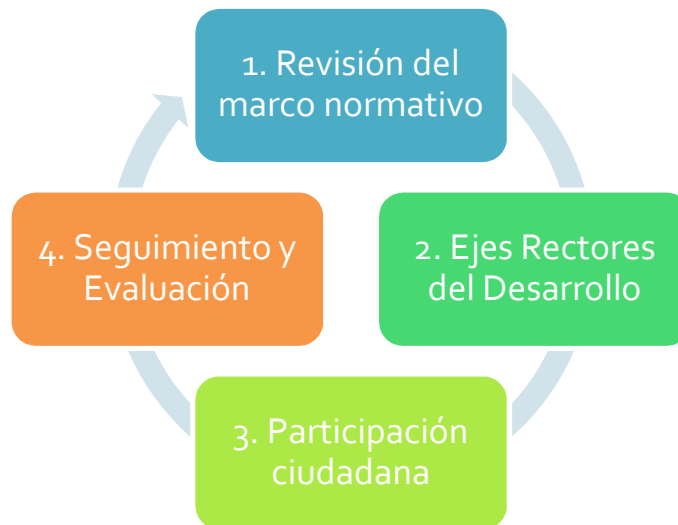 1. Revisión del
marco normativo
2. Ejes Rectores
del Desarrollo
3. Participación
ciudadana
4. Seguimiento y
Evaluación